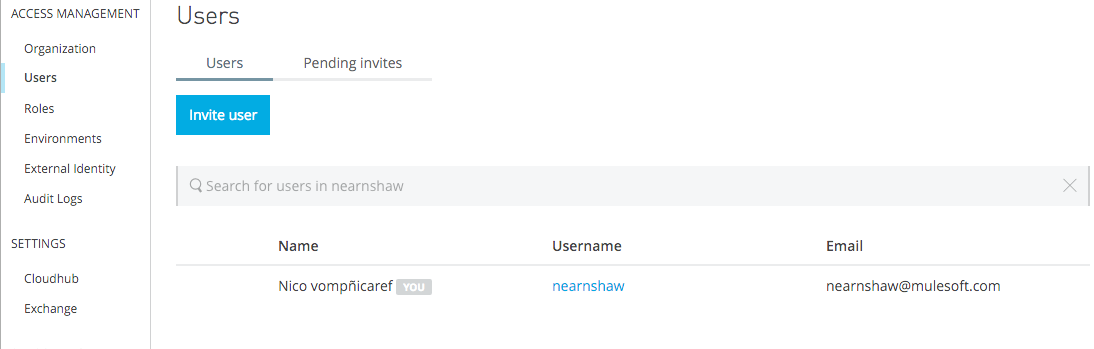 ACCESS MANAGEMENT
Organization
Users
Roles
Environments
External Identity
Audit Logs
SETTINGS
Cloudhub
Exchange
Users
Users Pending invites
Invite user
Search for users in nearnshaw
Name Username Email
Nico vompñicaref YOU nearnshaw nearnshaw@mulesoft.com